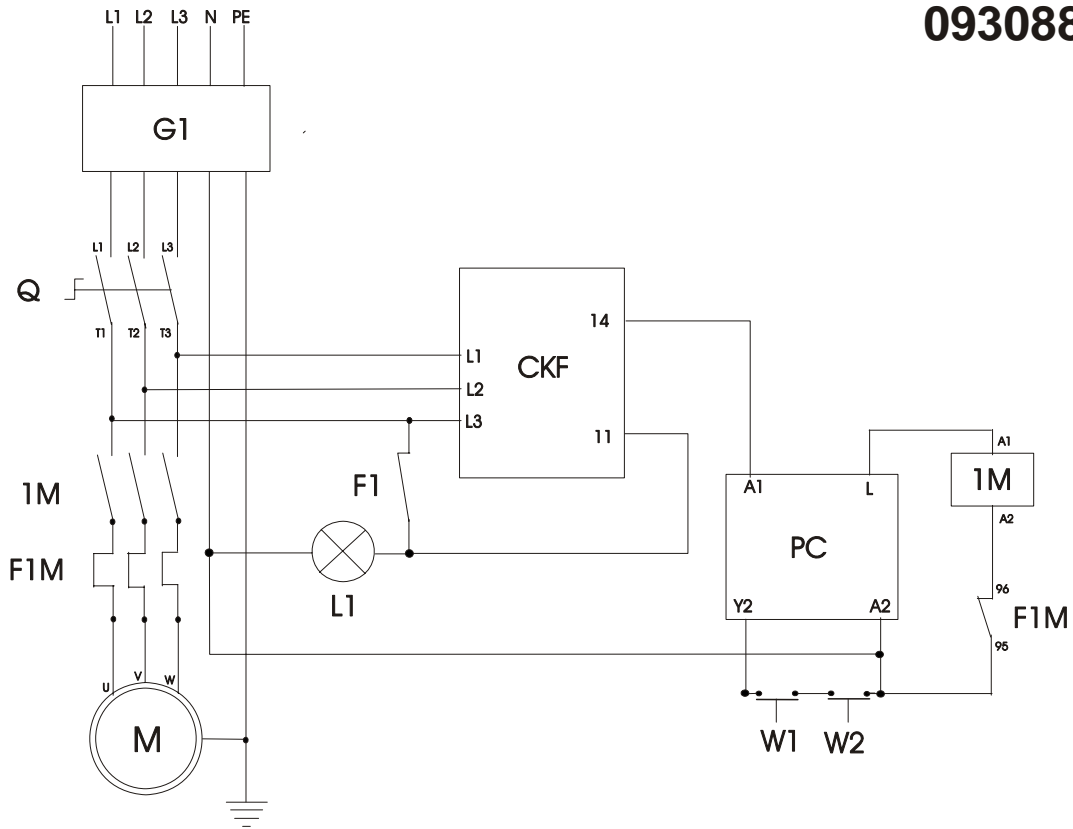 093088
L1 L2 L3 N PE
G1
L1 L2 L3
Q
T1 T2 T3
14
L1
CKF
L2
L3
11
A1
1M
F1
1M
A1 L
A2
PC
F1M
96
L1
Y2 A2
F1M
95
U V W
M
W1 W2